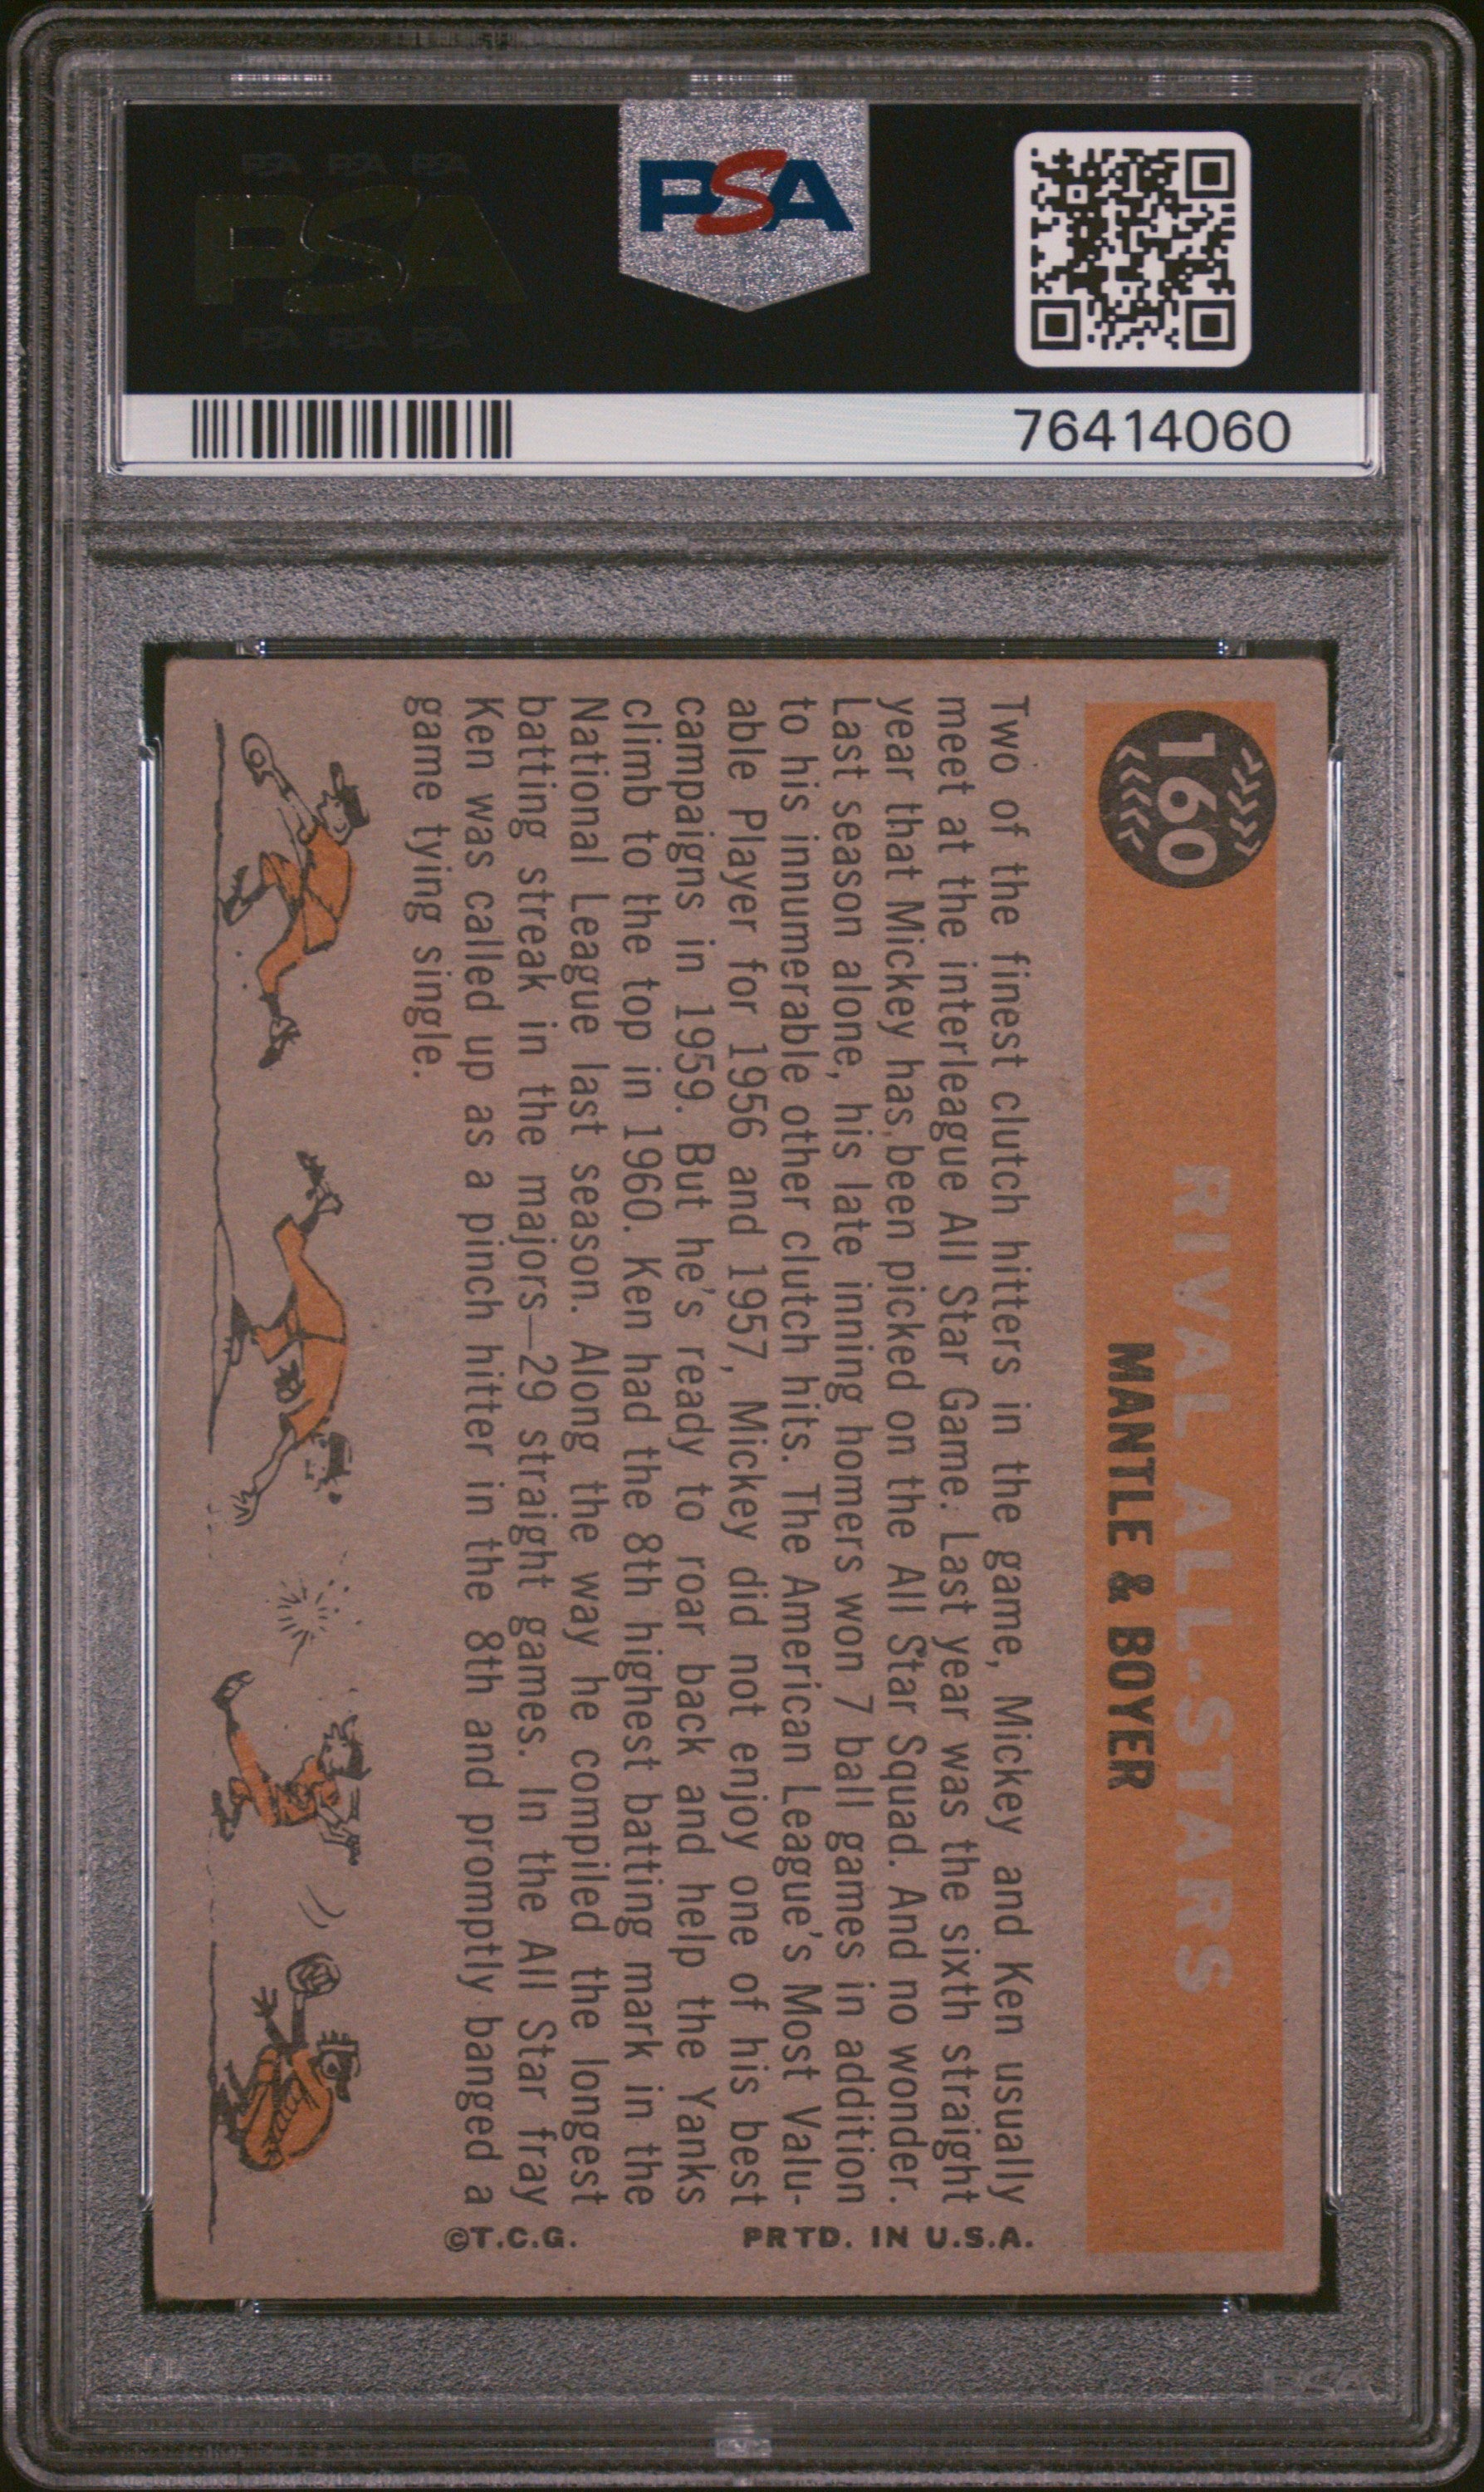 PSA PSA PSA
PSA
PSA PSA PSA
PSA
76414060
160
RIVAL ALL-STARS
MANTLE & BOYER
Two of the finest clutch hitters in the game, Mickey and Ken usually
meet at the interleague All Star Game. Last year was the sixth straight
year that Mickey has been picked on the All Star Squad. And no wonder.
Last season alone, his late inning homers won 7 ball games in addition
to his innumerable other clutch hits. The American League's Most Valu-
able Player for 1956 and 1957, Mickey did not enjoy one of his best
campaigns in 1959. But he's ready to roar back and help the Yanks
climb to the top in 1960. Ken had the 8th highest batting mark in the
National League last season. Along the way he compiled the longest
batting streak in the majors—29 straight games. In the All Star fray
Ken was called up as a pinch hitter in the 8th and promptly banged a
game tying single.
PRTD. IN U.S.A.
©T.C.G.
PSA